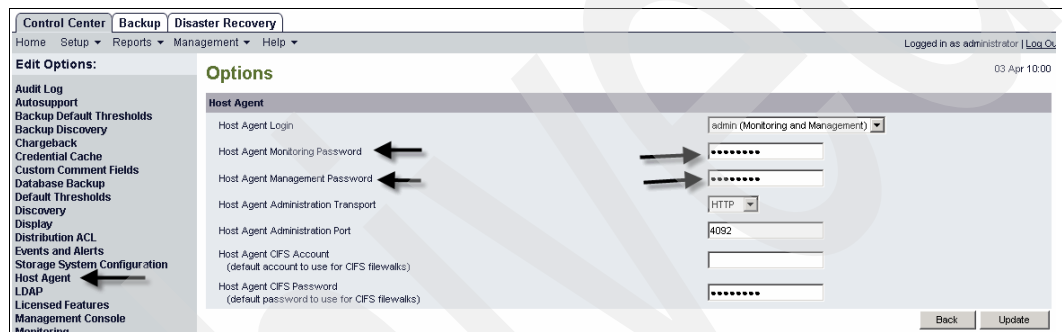 Control Center Backup Disaster Recovery
Home Setup Reports Management Help Logged in as administrator | Log
Edit Options:
Options
03 Apr 10:00
Audit Log
Autosupport
Backup Default Thresholds
Backup Discovery
Chargeback
Credential Cache
Custom Comment Fields
Database Backup
Default Thresholds
Discovery
Display
Distribution ACL
Events and Alerts
Storage System Configuration
Host Agent
LDAP
Licensed Features
Management Console
Monitoring
Host Agent
Host Agent Login admin (Monitoring and Management)
Host Agent Monitoring Password ••••••••
Host Agent Management Password ••••••••
Host Agent Administration Transport HTTP
Host Agent Administration Port 4092
Host Agent CIFS Account
(default account to use for CIFS filewalks)
Host Agent CIFS Password ••••••••
(default password to use for CIFS filewalks)
Back Update